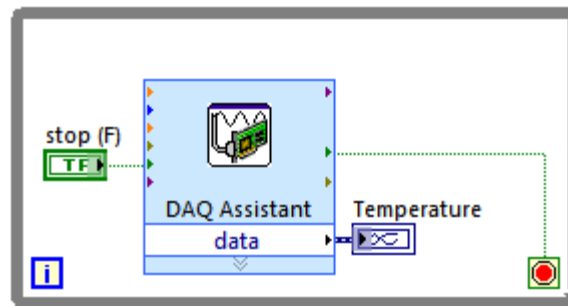 stop (F)
TF
DAQ Assistant
Temperature
data
i